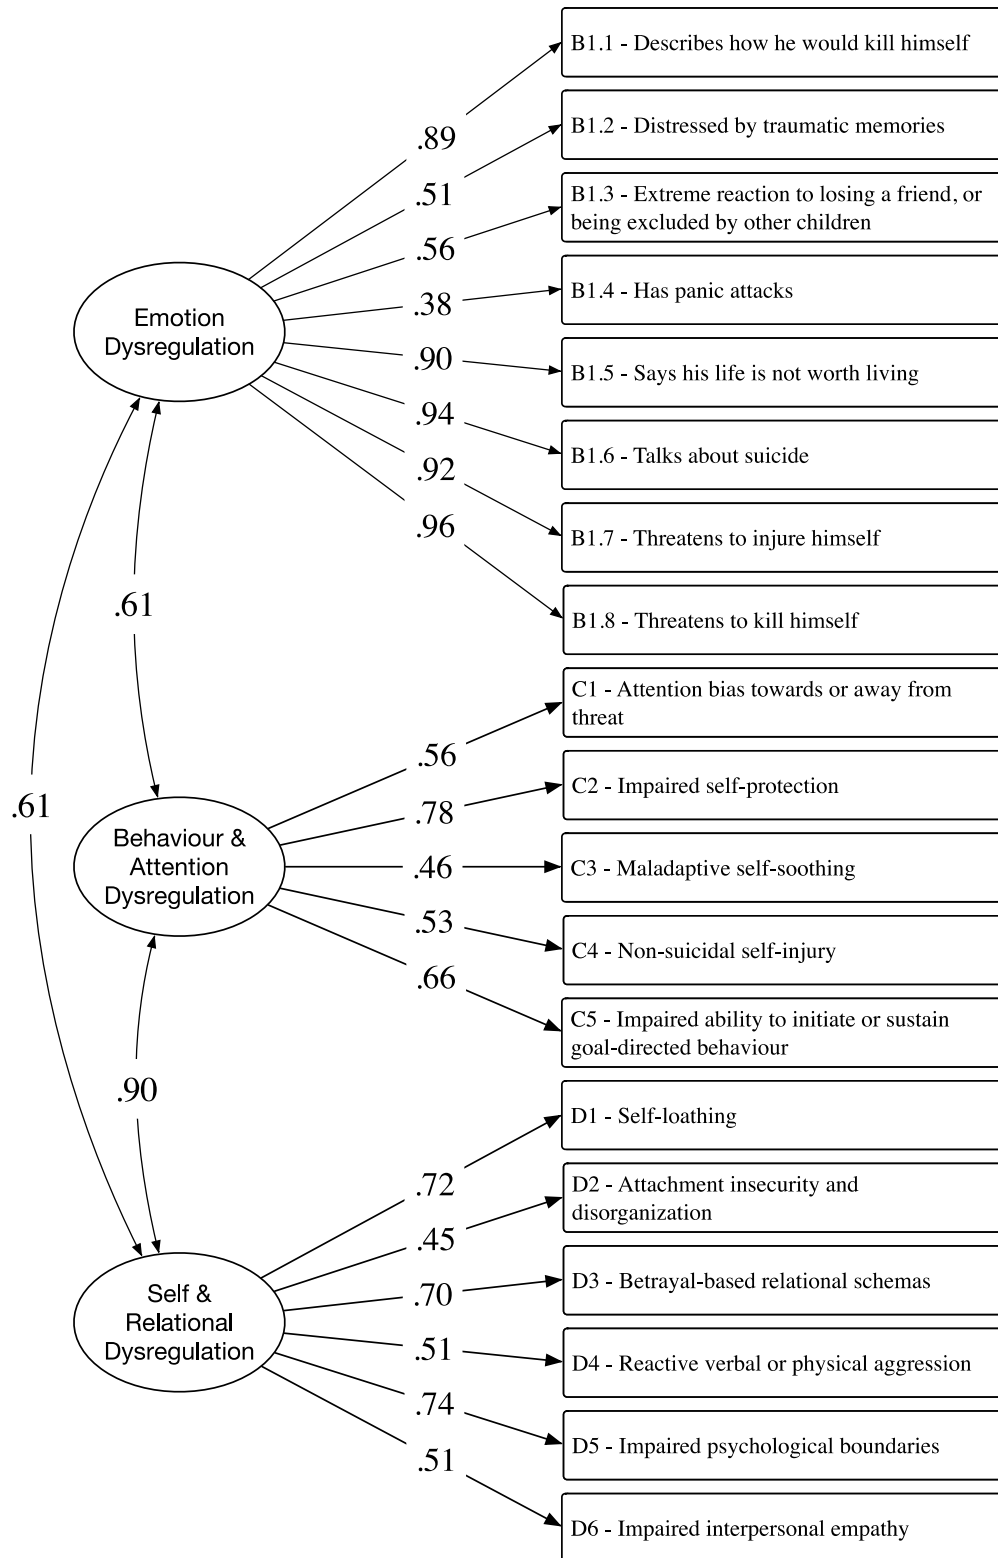 B1.1 - Describes how he would kill himself
.89
B1.2 - Distressed by traumatic memories
.51
B1.3 - Extreme reaction to losing a friend, or
being excluded by other children
.56
B1.4 - Has panic attacks
.38
Emotion
Dysregulation
B1.5 - Says his life is not worth living
.90
B1.6 - Talks about suicide
.94
B1.7 - Threatens to injure himself
.92
B1.8 - Threatens to kill himself
.96
.61
.61
C1 - Attention bias towards or away from
threat
.56
C2 - Impaired self-protection
.78
Behaviour &
Attention
Dysregulation
C3 - Maladaptive self-soothing
.46
C4 - Non-suicidal self-injury
.53
C5 - Impaired ability to initiate or sustain
goal-directed behaviour
.66
.90
D1 - Self-loathing
.72
D2 - Attachment insecurity and
disorganization
.45
D3 - Betrayal-based relational schemas
.70
Self &
Relational
Dysregulation
D4 - Reactive verbal or physical aggression
.51
D5 - Impaired psychological boundaries
.74
D6 - Impaired interpersonal empathy
.51